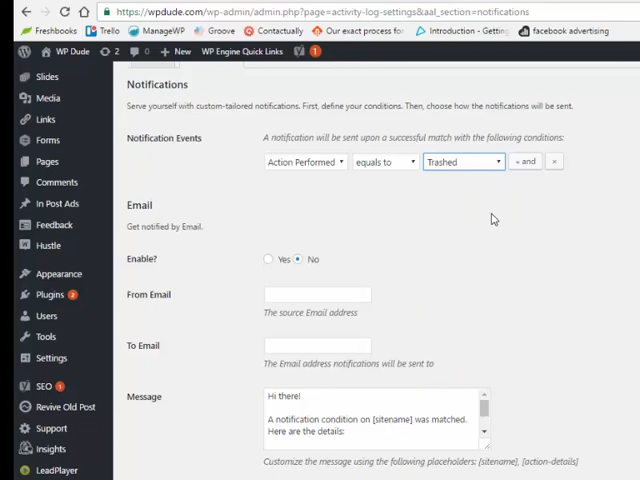 https://wpdude.com/wp-admin/admin.php?page=activity-log-settings&aal_section=notifications
Freshbooks Trello ManageWP Groove Contactually Our exact process for Introduction - Getting facebook advertising
WP Dude 2 0 + New WP Engine Quick Links 1
Slides
Media
Links
Forms
Pages
Comments
In Post Ads
Feedback
Hustle
Appearance
Plugins 2
Users
Tools
Settings
SEO 1
Revive Old Post
Support
Insights
LeadPlayer
Notifications
Serve yourself with custom-tailored notifications. First, define your conditions. Then, choose how the notifications will be sent.
Notification Events
A notification will be sent upon a successful match with the following conditions:
Action Performed equals to Trashed + and ×
Email
Get notified by Email.
Enable? Yes No
From Email
The source Email address
To Email
The Email address notifications will be sent to
Message
Hi there!
A notification condition on [sitename] was matched.
Here are the details:
Customize the message using the following placeholders: [sitename], [action-details]